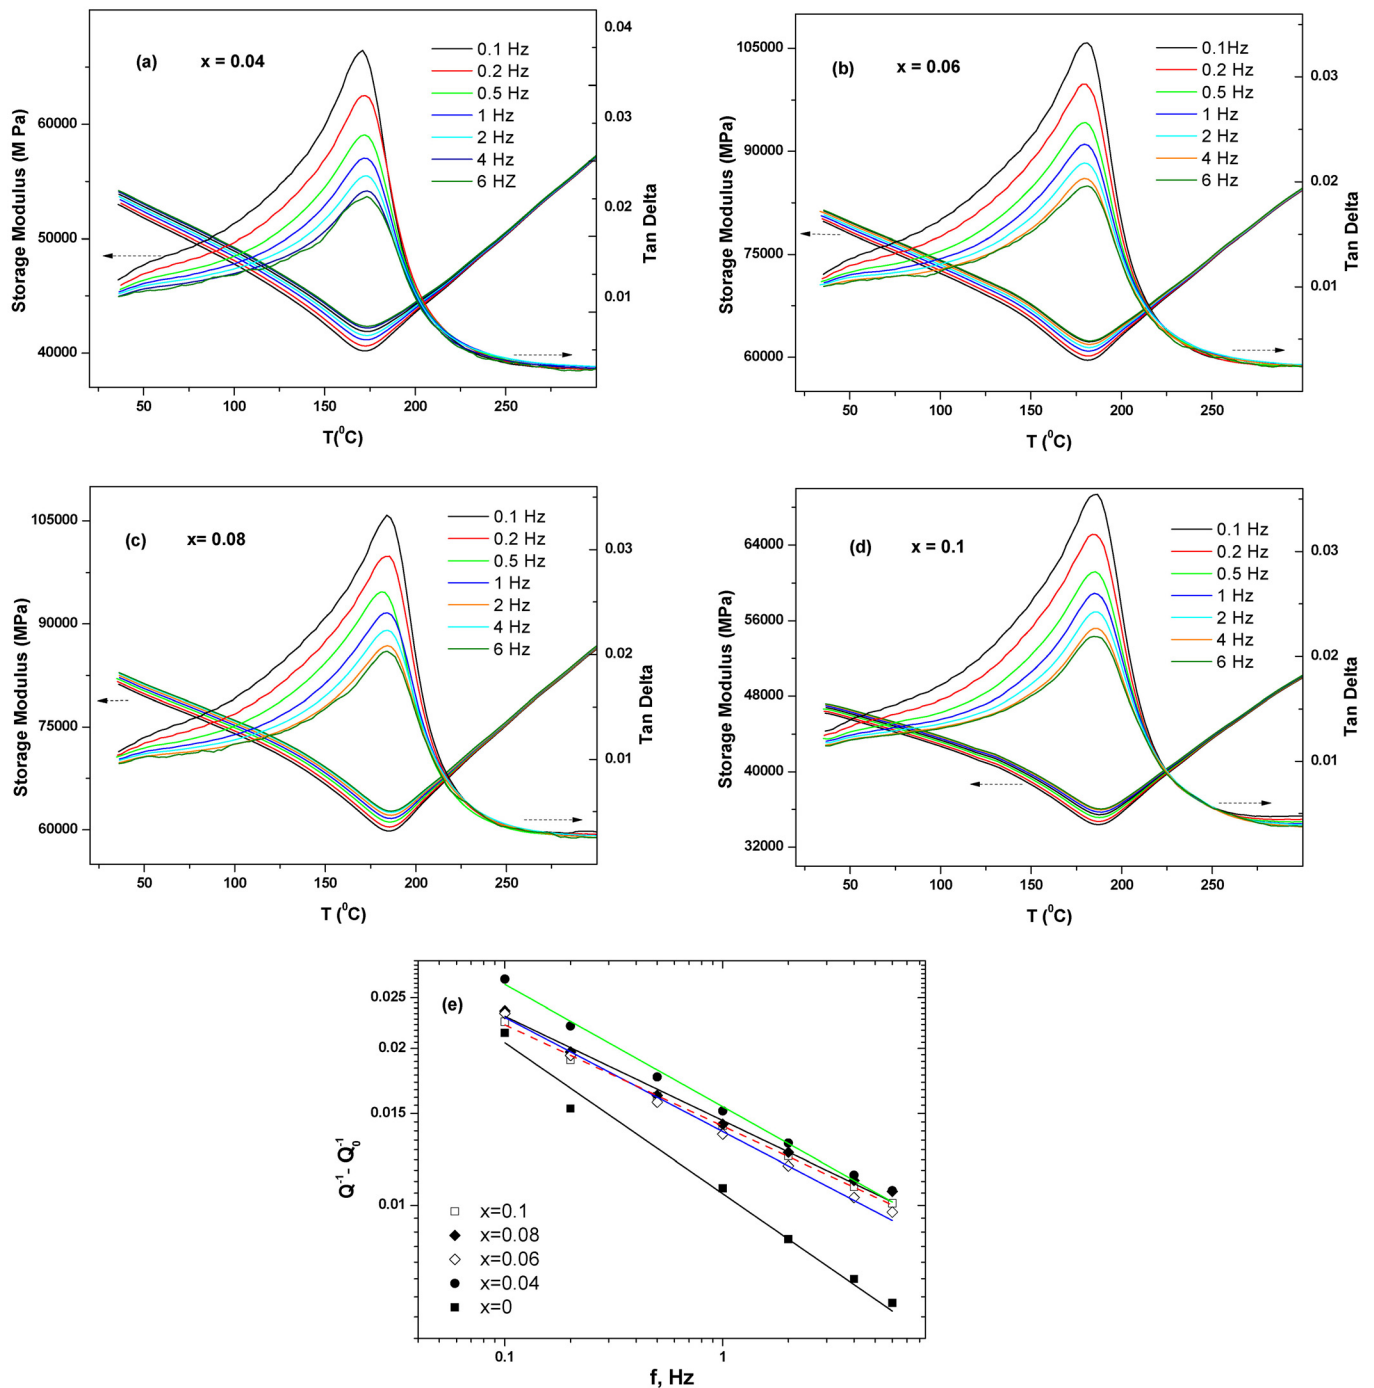 (a) x = 0.04
0.1 Hz
0.2 Hz
0.5 Hz
1 Hz
2 Hz
4 Hz
6 HZ
Storage Modulus (M Pa)
60000
50000
40000
0.04
0.03
0.02
0.01
Tan Delta
50 100 150 200 250
T(⁰C)
(b) x = 0.06
0.1Hz
0.2 Hz
0.5 Hz
1 Hz
2 Hz
4 Hz
6 Hz
Storage Modulus (MPa)
105000
90000
75000
60000
0.03
0.02
0.01
Tan Delta
50 100 150 200 250
T (⁰C)
(c) x= 0.08
0.1 Hz
0.2 Hz
0.5 Hz
1 Hz
2 Hz
4 Hz
6 Hz
Storage Modulus (MPa)
105000
90000
75000
60000
0.03
0.02
0.01
Tan Delta
50 100 150 200 250
T (⁰C)
(d) x = 0.1
0.1 Hz
0.2 Hz
0.5 Hz
1 Hz
2 Hz
4 Hz
6 Hz
Storage Modulus (MPa)
64000
56000
48000
40000
32000
0.03
0.02
0.01
Tan Delta
50 100 150 200 250
T (⁰C)
(e)
0.025
0.02
0.015
0.01
Q⁻¹- Q₀⁻¹
x=0.1
x=0.08
x=0.06
x=0.04
x=0
0.1 1
f, Hz